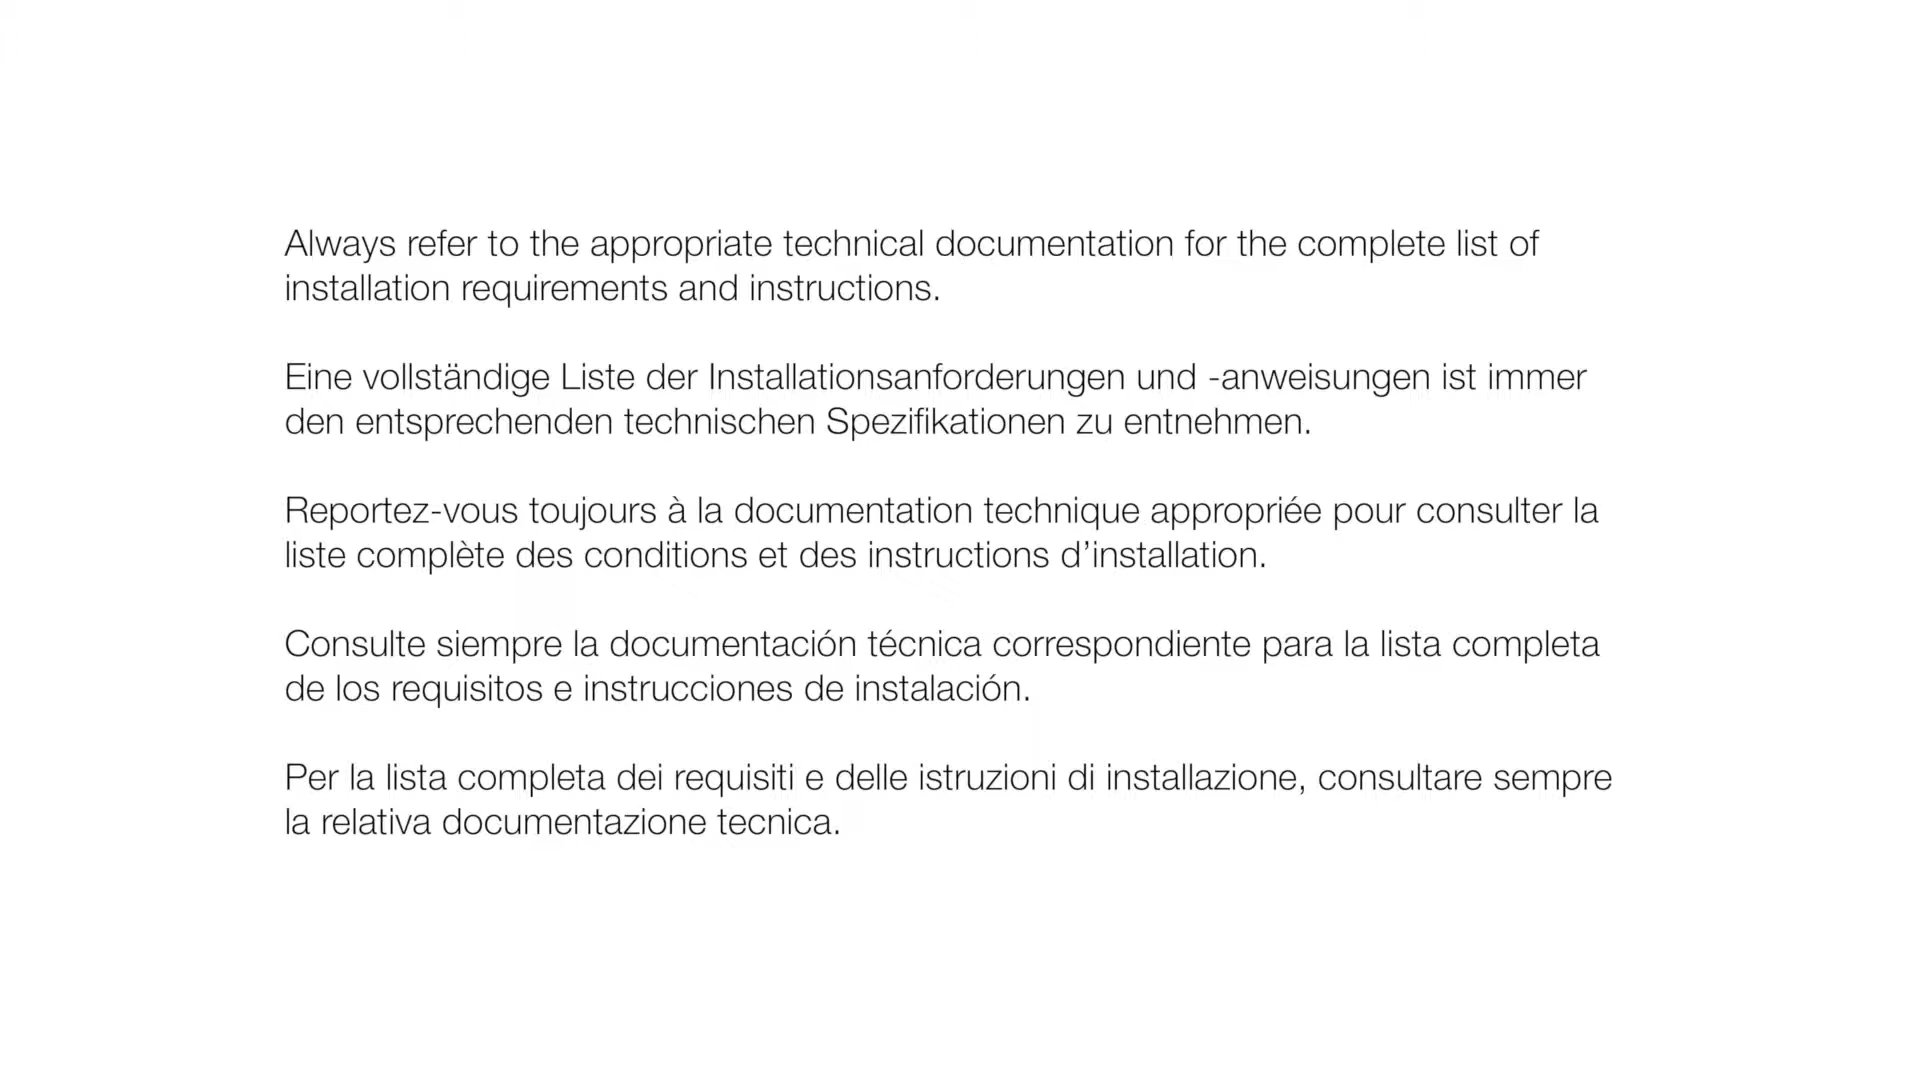 Always refer to the appropriate technical documentation for the complete list of
installation requirements and instructions.
Eine vollständige Liste der Installationsanforderungen und -anweisungen ist immer
den entsprechenden technischen Spezifikationen zu entnehmen.
Reportez-vous toujours à la documentation technique appropriée pour consulter la
liste complète des conditions et des instructions d’installation.
Consulte siempre la documentación técnica correspondiente para la lista completa
de los requisitos e instrucciones de instalación.
Per la lista completa dei requisiti e delle istruzioni di installazione, consultare sempre
la relativa documentazione tecnica.